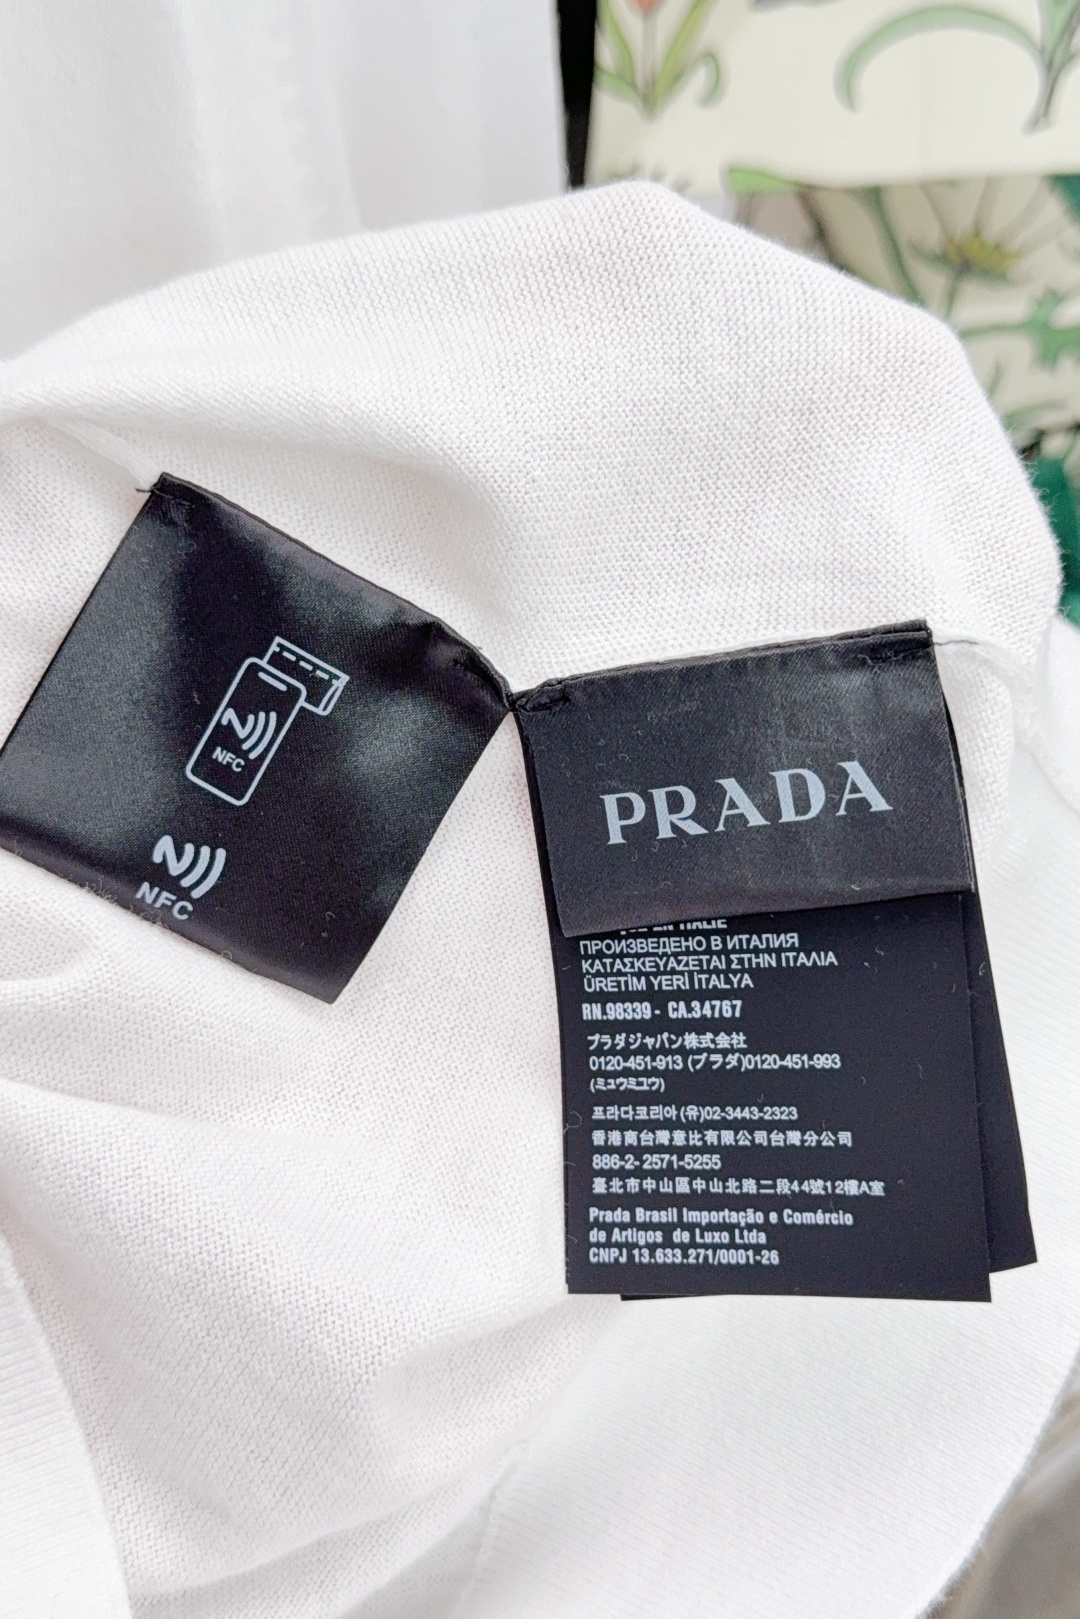 NFC
NFC
PRADA
EN ITALIE
ПРОИЗВЕДЕНО В ИТАЛИЯ
ΚΑΤΑΣΚΕΥΑΖΕΤΑΙ ΣΤΗΝ ΙΤΑΛΙΑ
ÜRETİM YERİ İTALYA
RN.98339- CA.34767
プラダジャパン株式会社
0120-451-913 (プラダ)0120-451-993
(ミュウミュウ)
프라다코리아(유)02-3443-2323
香港商台灣意比有限公司台灣分公司
886-2-2571-5255
臺北市中山區中山北路二段44號12樓A室
Prada Brasil Importação e Comércio
de Artigos de Luxo Ltda
CNPJ 13.633.271/0001-26